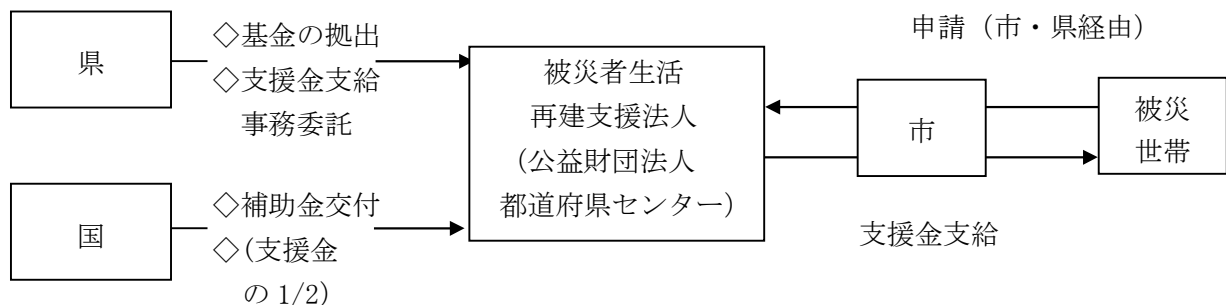 県
◇基金の拠出
◇支援金支給
事務委託
国
◇補助金交付
◇(支援金
の 1/2)
被災者生活
再建支援法人
(公益財団法人
都道府県センター)
申請（市・県経由）
市
被災
世帯
支援金支給